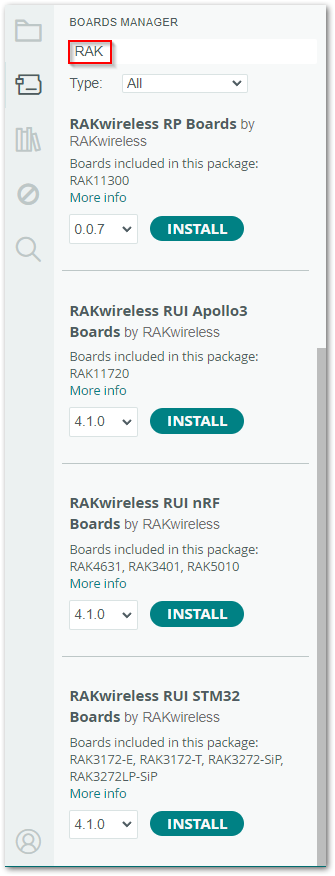 BOARDS MANAGER
RAK
Type: All
RAKwireless RP Boards by
RAKwireless
Boards included in this package:
RAK11300
More info
0.0.7 INSTALL
RAKwireless RUI Apollo3
Boards by RAKwireless
Boards included in this package:
RAK11720
More info
4.1.0 INSTALL
RAKwireless RUI nRF
Boards by RAKwireless
Boards included in this package:
RAK4631, RAK3401, RAK5010
More info
4.1.0 INSTALL
RAKwireless RUI STM32
Boards by RAKwireless
Boards included in this package:
RAK3172-E, RAK3172-T, RAK3272-SiP,
RAK3272LP-SiP
More info
4.1.0 INSTALL